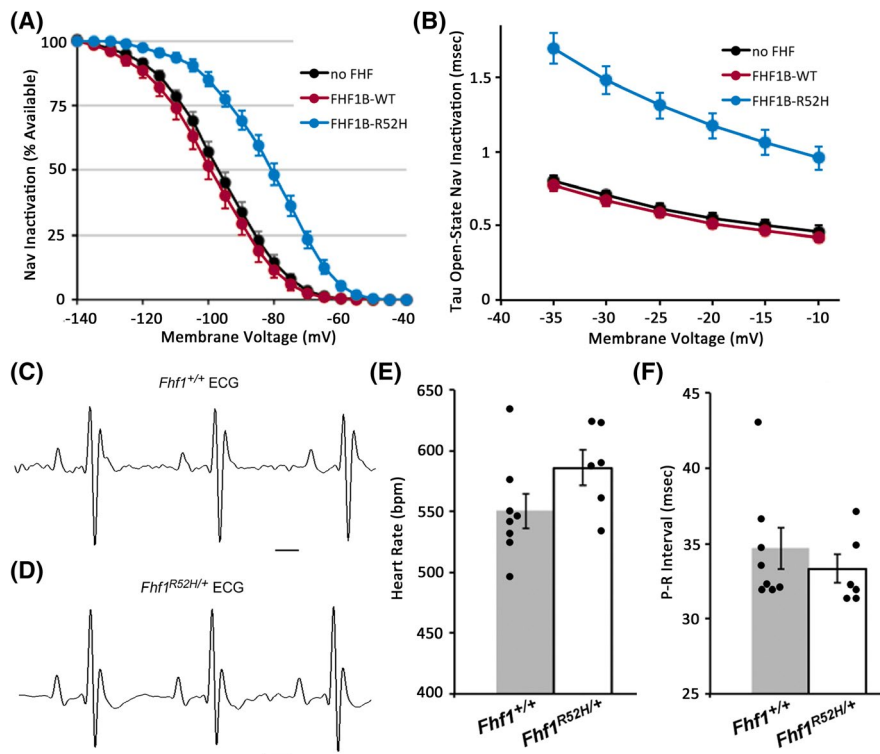 (A)
Nav Inactivation (% Available)
100
75
50
25
0
-140
-120
-100
-80
-60
-40
Membrane Voltage (mV)
no FHF
FHF1B-WT
FHF1B-R52H
(B)
Tau Open-State Nav Inactivation (msec)
1.5
1
0.5
0
-35
-30
-25
-20
-15
-10
Membrane Voltage (mV)
no FHF
FHF1B-WT
FHF1B-R52H
(C)
Fhf1+/+ ECG
(D)
Fhf1R52H/+ ECG
(E)
Heart Rate (bpm)
650
600
550
500
450
400
Fhf1+/+
Fhf1R52H/+
(F)
P-R Interval (msec)
45
40
35
33
25
Fhf1+/+
Fhf1R52H/+